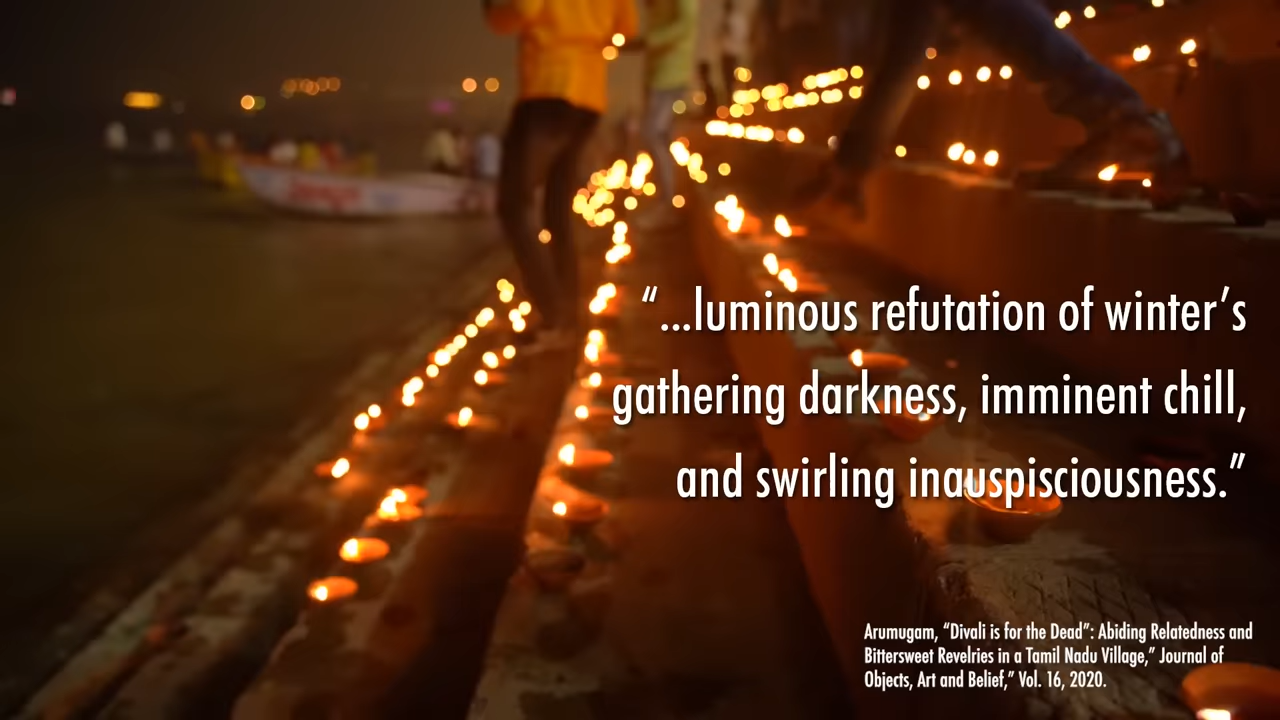 “...luminous refutation of winter’s
gathering darkness, imminent chill,
and swirling inauspisciousness.”
Arumugam, “Divali is for the Dead”: Abiding Relatedness and
Bittersweet Revelries in a Tamil Nadu Village,” Journal of
Objects, Art and Belief,” Vol. 16, 2020.